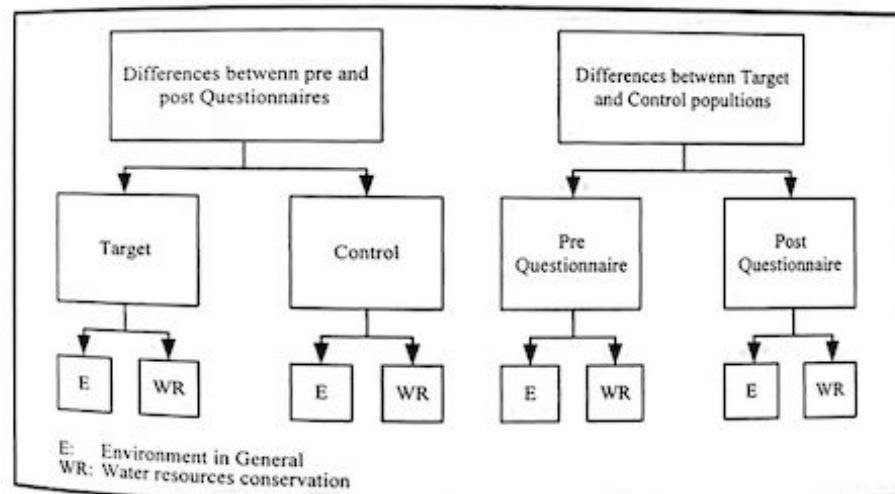 Differences betwenn pre and
post Questionnaires
Differences betwenn Target
and Control popultions
Target
Control
Pre
Questionnaire
Post
Questionnaire
E
WR
E
WR
E
WR
E
WR
E: Environment in General
WR: Water resources conservation